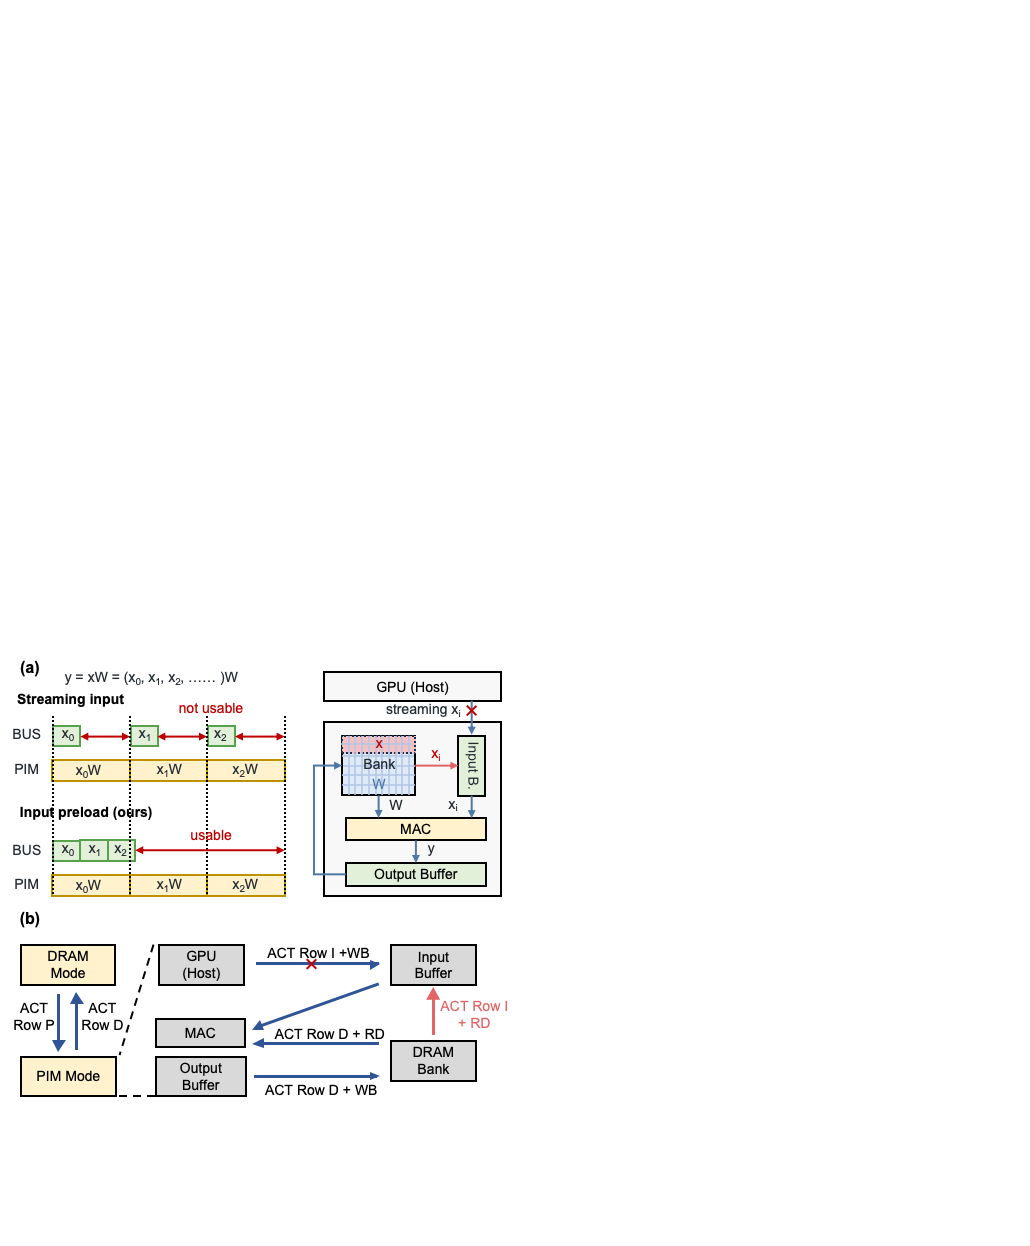 (a)
y = xW = (x₀, x₁, x₂, ...... )W
Streaming input
not usable
BUS x₀ x₁ x₂
PIM x₀W x₁W x₂W
Input preload (ours)
usable
BUS x₀ x₁ x₂
PIM x₀W x₁W x₂W
GPU (Host)
streaming xᵢ
x
Bank
W
xᵢ
Input B.
W
xᵢ
MAC
y
Output Buffer
(b)
DRAM
Mode
ACT
Row P
ACT
Row D
PIM Mode
GPU
(Host)
ACT Row I +WB
Input
Buffer
ACT Row I
+ RD
MAC
ACT Row D + RD
DRAM
Bank
Output
Buffer
ACT Row D + WB